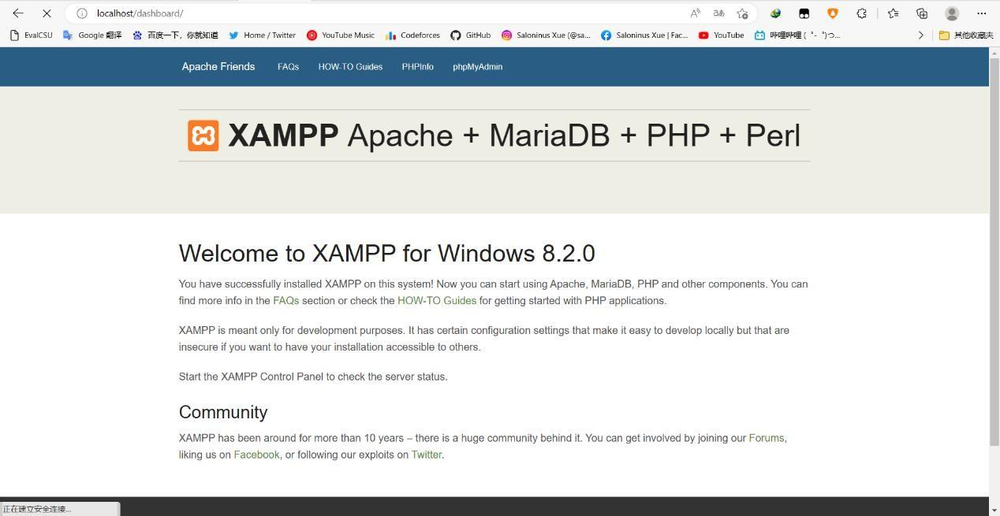 localhost/dashboard/
EvalCSU Google 翻译 百度一下，你就知道 Home / Twitter YouTube Music Codeforces GitHub Saloninus Xue (@sa... Saloninus Xue | Fac... YouTube 哔哩哔哩 ( ゜- ゜)つ... 其他收藏夹
Apache Friends FAQs HOW-TO Guides PHPInfo phpMyAdmin
XAMPP Apache + MariaDB + PHP + Perl
Welcome to XAMPP for Windows 8.2.0
You have successfully installed XAMPP on this system! Now you can start using Apache, MariaDB, PHP and other components. You can
find more info in the FAQs section or check the HOW-TO Guides for getting started with PHP applications.
XAMPP is meant only for development purposes. It has certain configuration settings that make it easy to develop locally but that are
insecure if you want to have your installation accessible to others.
Start the XAMPP Control Panel to check the server status.
Community
XAMPP has been around for more than 10 years – there is a huge community behind it. You can get involved by joining our Forums,
liking us on Facebook, or following our exploits on Twitter.
正在建立安全连接...